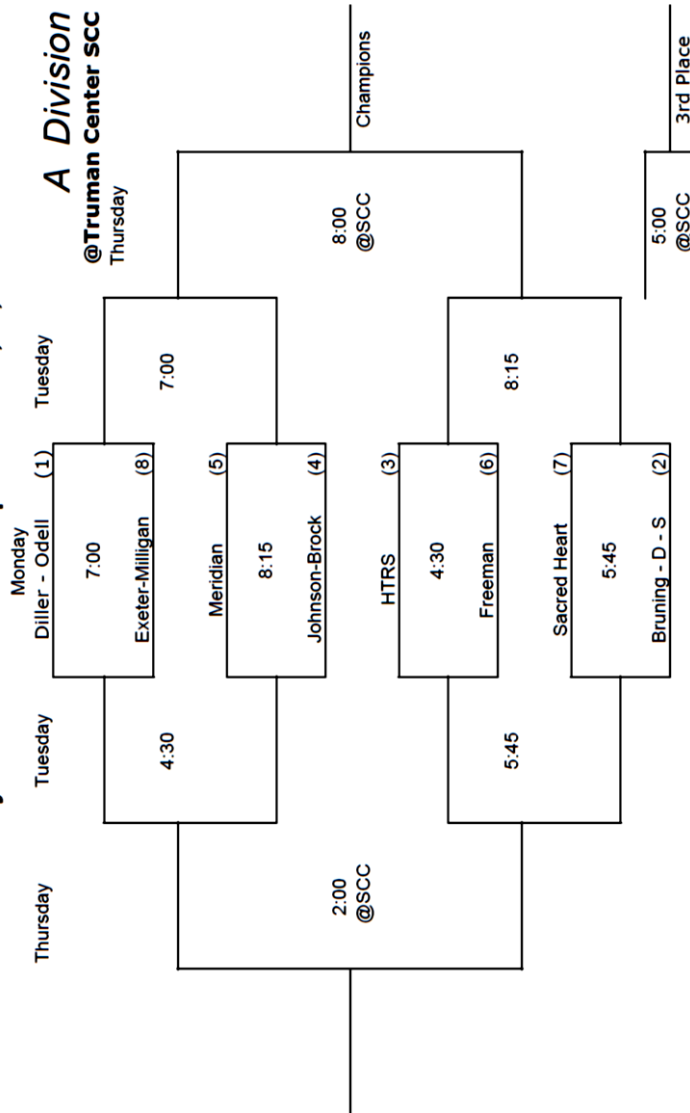 A Division
@Truman Center SCC
Thursday
Tuesday
Monday
Tuesday
Thursday
Diller - Odell (1)
7:00
Exeter-Milligan (8)
Meridian (5)
8:15
Johnson-Brock (4)
HTRS (3)
4:30
Freeman (6)
Sacred Heart (7)
5:45
Bruning - D - S (2)
7:00
8:15
8:00
@SCC
Champions
5:00
@SCC
3rd Place
4:30
5:45
2:00
@SCC